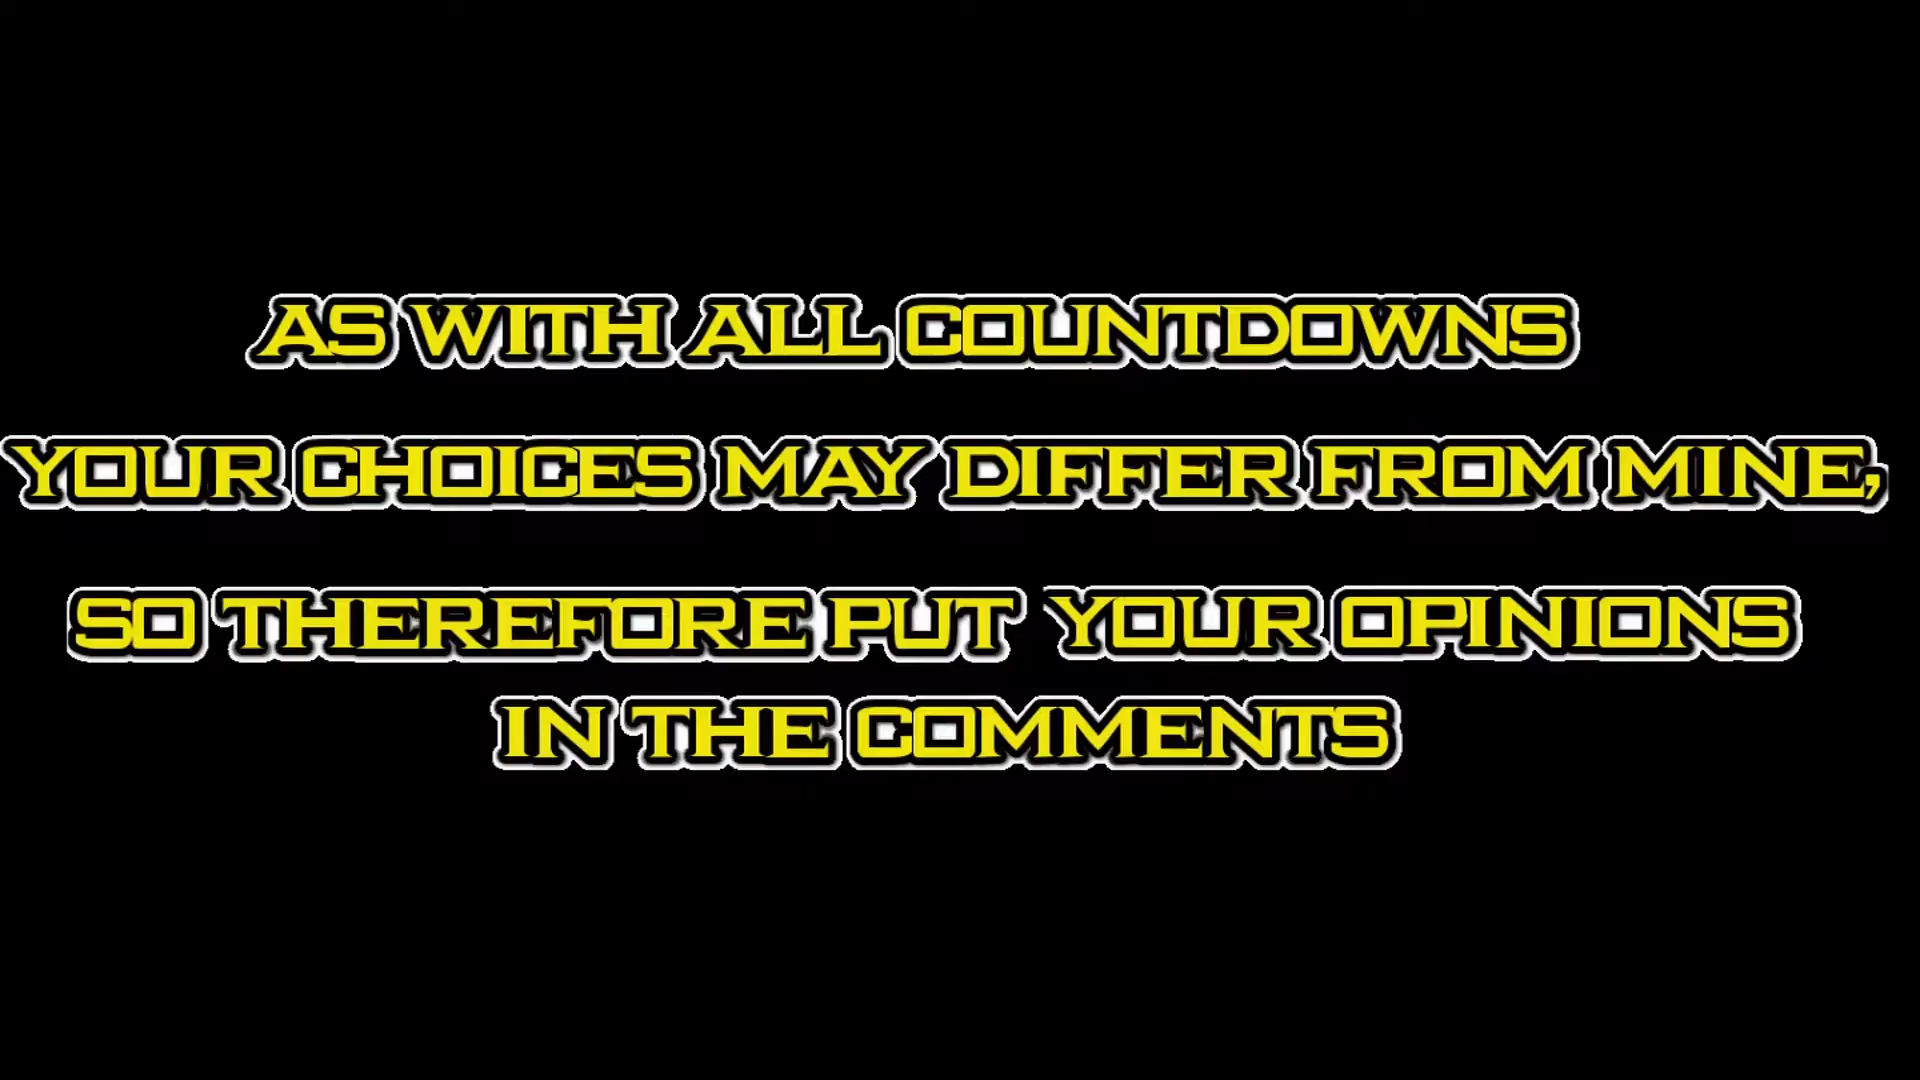 AS WITH ALL COUNTDOWNS
YOUR CHOICES MAY DIFFER FROM MINE,
SO THEREFORE PUT YOUR OPINIONS
IN THE COMMENTS